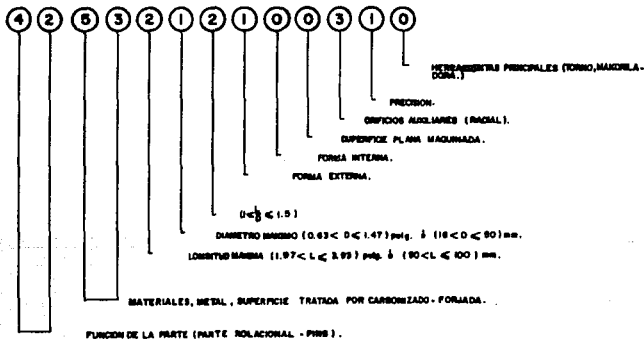 4 2 5 3 2 1 2 1 0 0 3 1 0
HERRAMIENTAS PRINCIPALES (TORNO, MANDRILA-
DORA.)
PRECISION.
ORIFICIOS AUXILIARES (RADIAL).
SUPERFICIE PLANA MAQUINADA.
FORMA INTERNA.
FORMA EXTERNA.
(1 < L/D ≤ 1.5)
DIAMETRO MAXIMO (0.63 < D ≤ 1.47) pulg. ó (16 < D ≤ 50) mm.
LONGITUD MAXIMA (1.97 < L ≤ 3.93) pulg. ó (50 < L ≤ 100) mm.
MATERIALES, METAL, SUPERFICIE TRATADA POR CARBONIZADO - FORJADA.
FUNCION DE LA PARTE (PARTE ROLACIONAL - PINS).